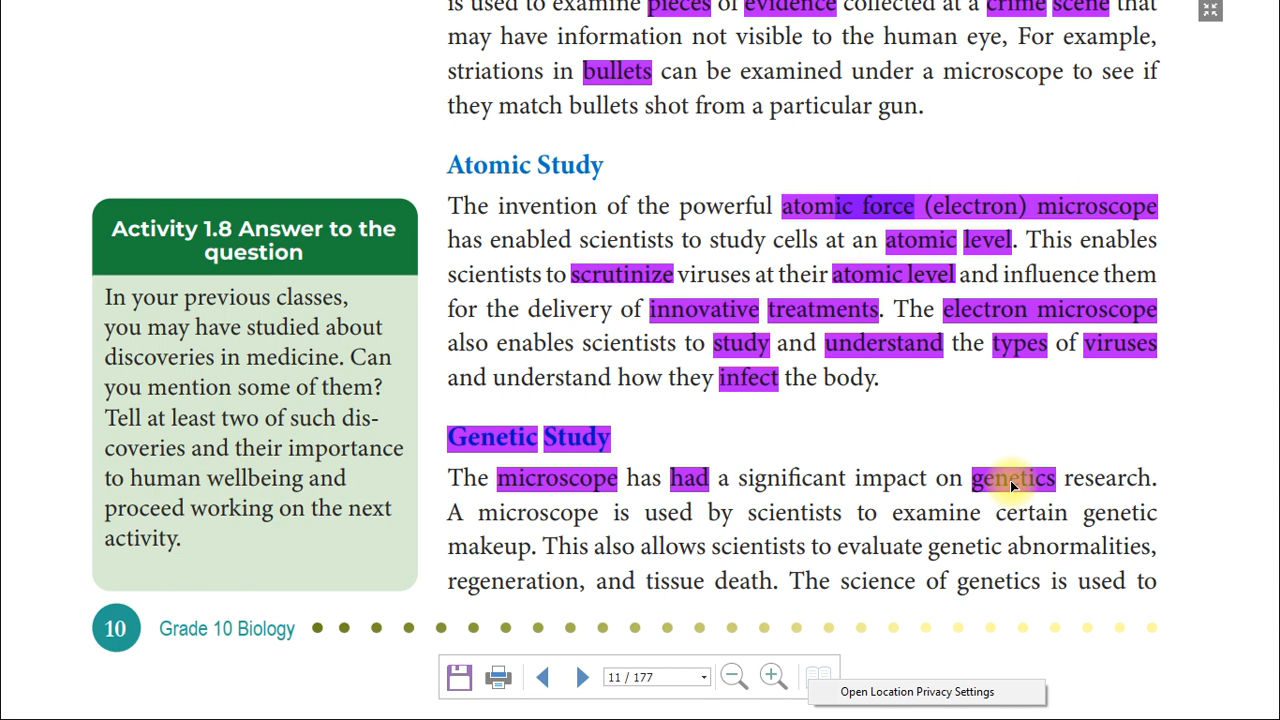 is used to examine pieces of evidence collected at a crime scene that
may have information not visible to the human eye, For example,
striations in bullets can be examined under a microscope to see if
they match bullets shot from a particular gun.
Atomic Study
The invention of the powerful atomic force (electron) microscope
has enabled scientists to study cells at an atomic level. This enables
scientists to scrutinize viruses at their atomic level and influence them
for the delivery of innovative treatments. The electron microscope
also enables scientists to study and understand the types of viruses
and understand how they infect the body.
Genetic Study
The microscope has had a significant impact on genetics research.
A microscope is used by scientists to examine certain genetic
makeup. This also allows scientists to evaluate genetic abnormalities,
regeneration, and tissue death. The science of genetics is used to
Activity 1.8 Answer to the
question
In your previous classes,
you may have studied about
discoveries in medicine. Can
you mention some of them?
Tell at least two of such dis-
coveries and their importance
to human wellbeing and
proceed working on the next
activity.
10 Grade 10 Biology
11 / 177
Open Location Privacy Settings